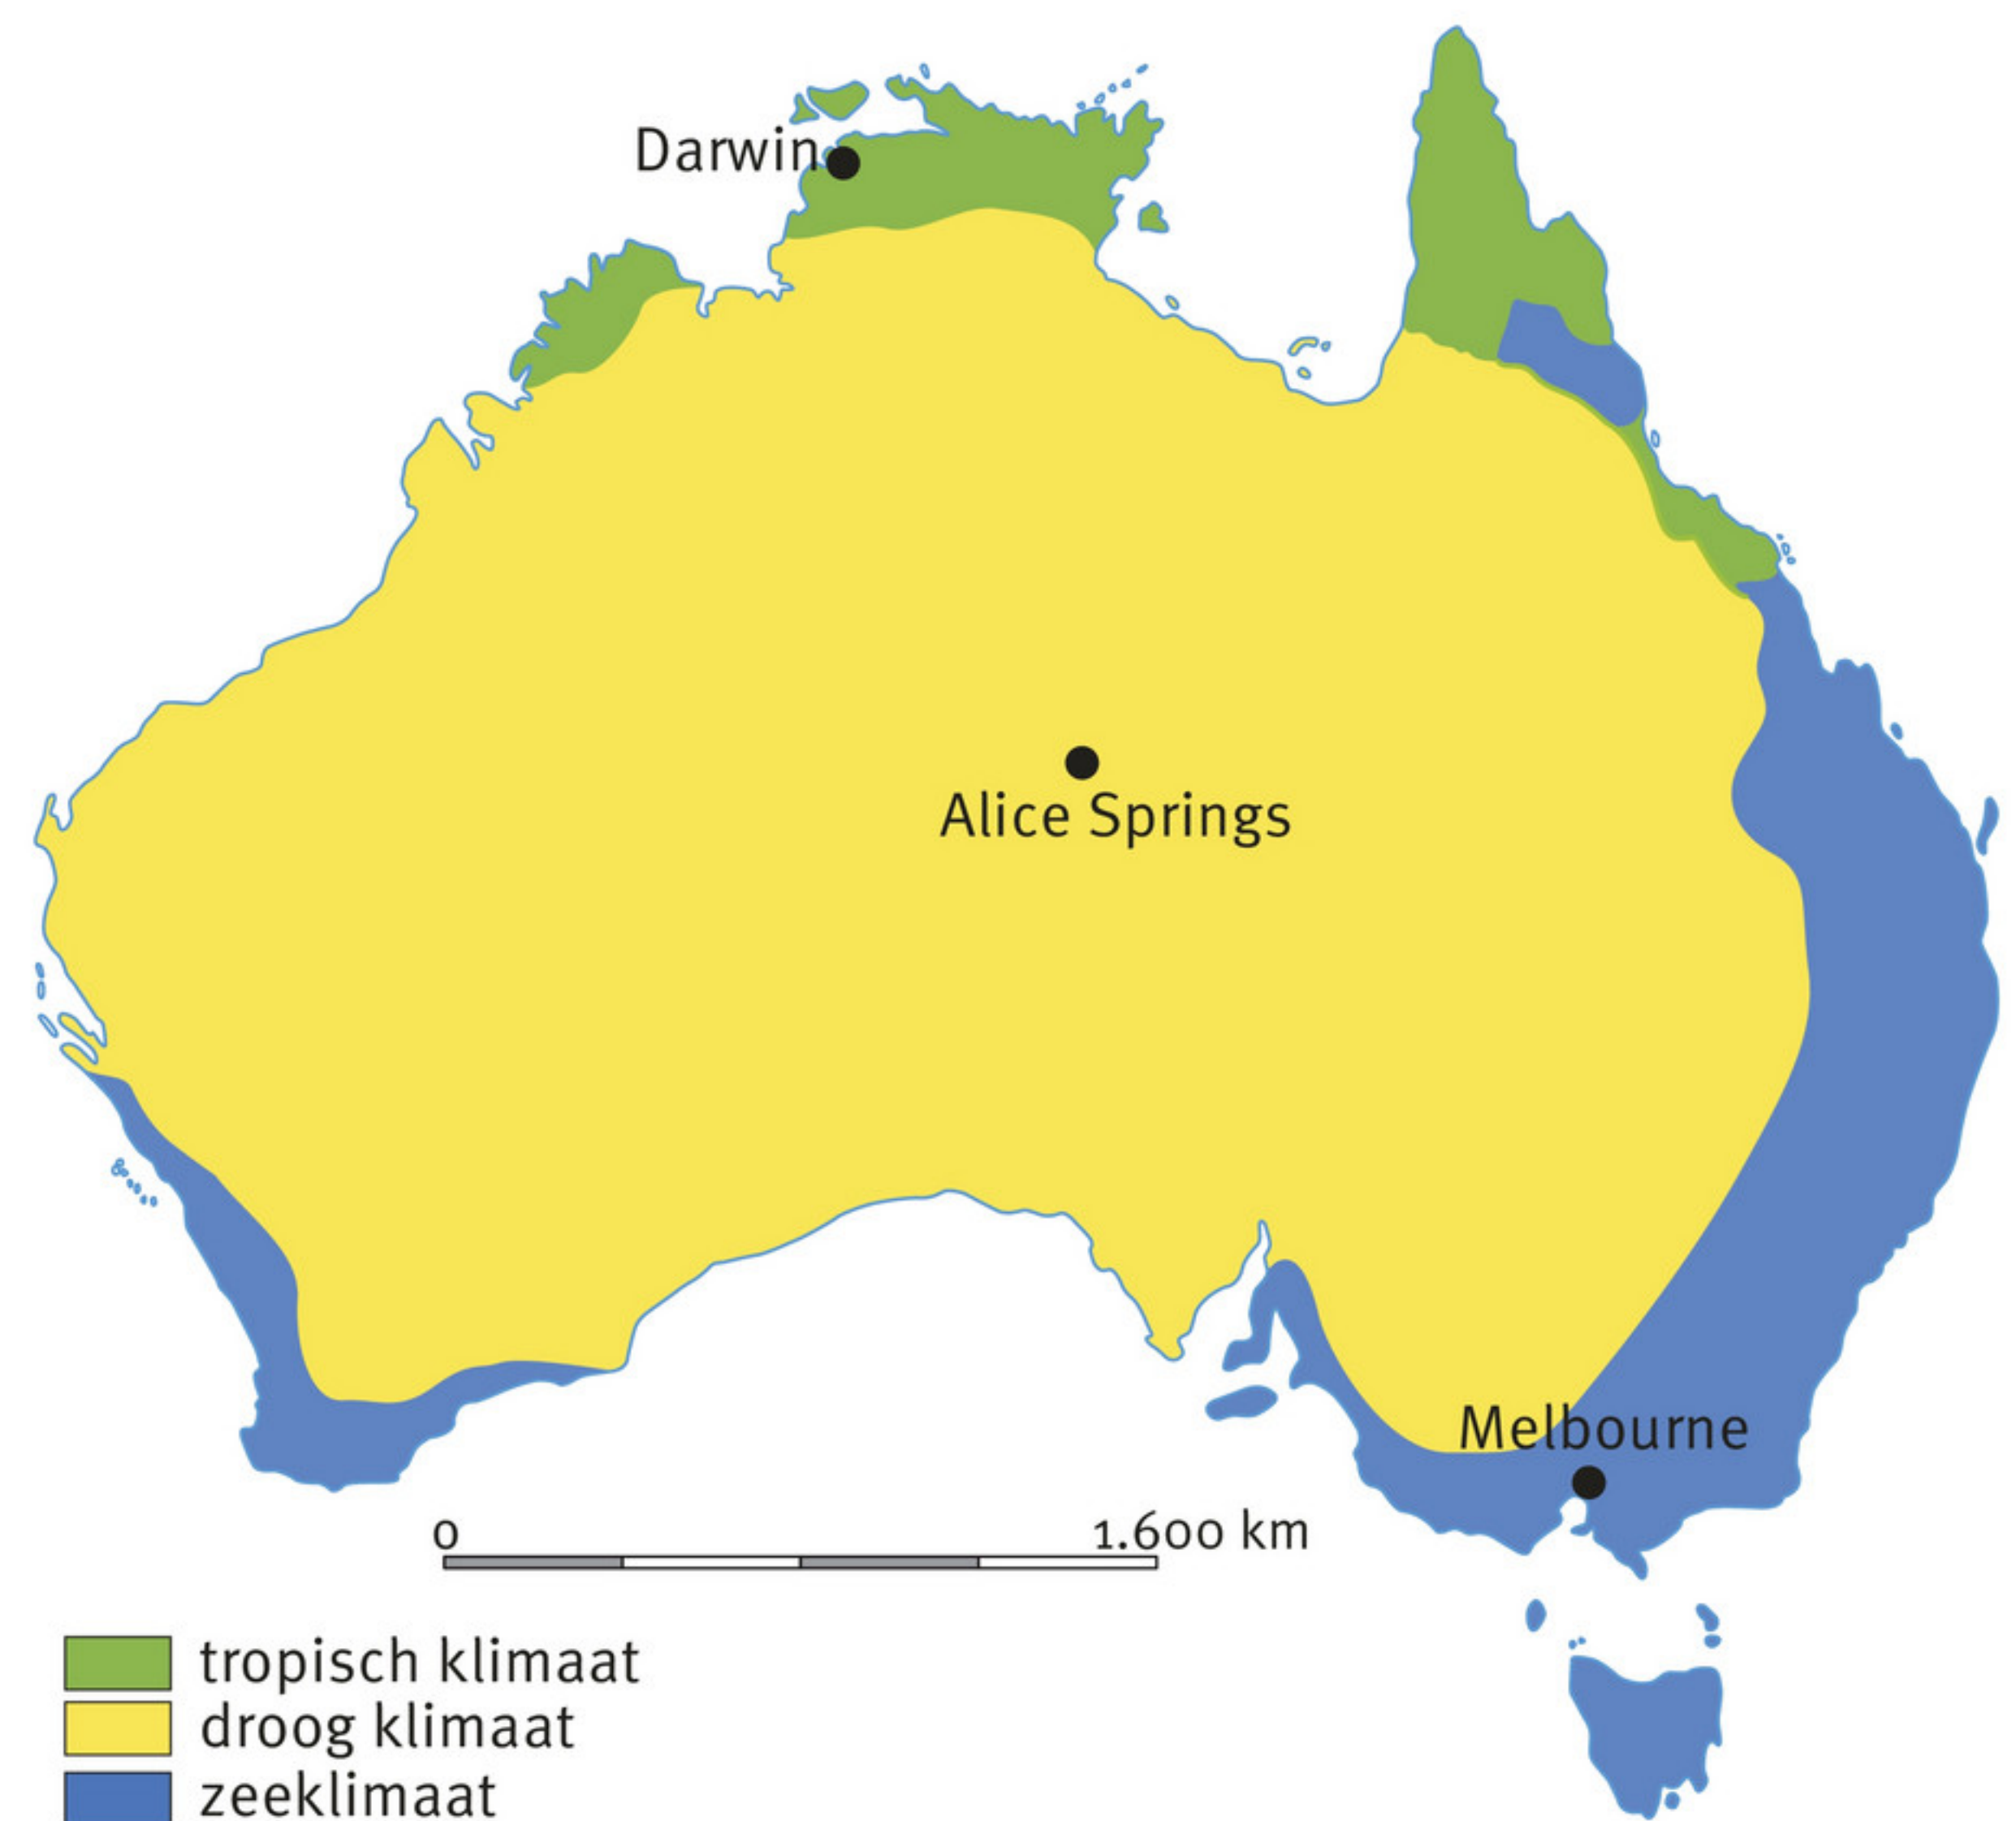 Darwin
Alice Springs
Melbourne
0 1.600 km
tropisch klimaat
droog klimaat
zeeklimaat